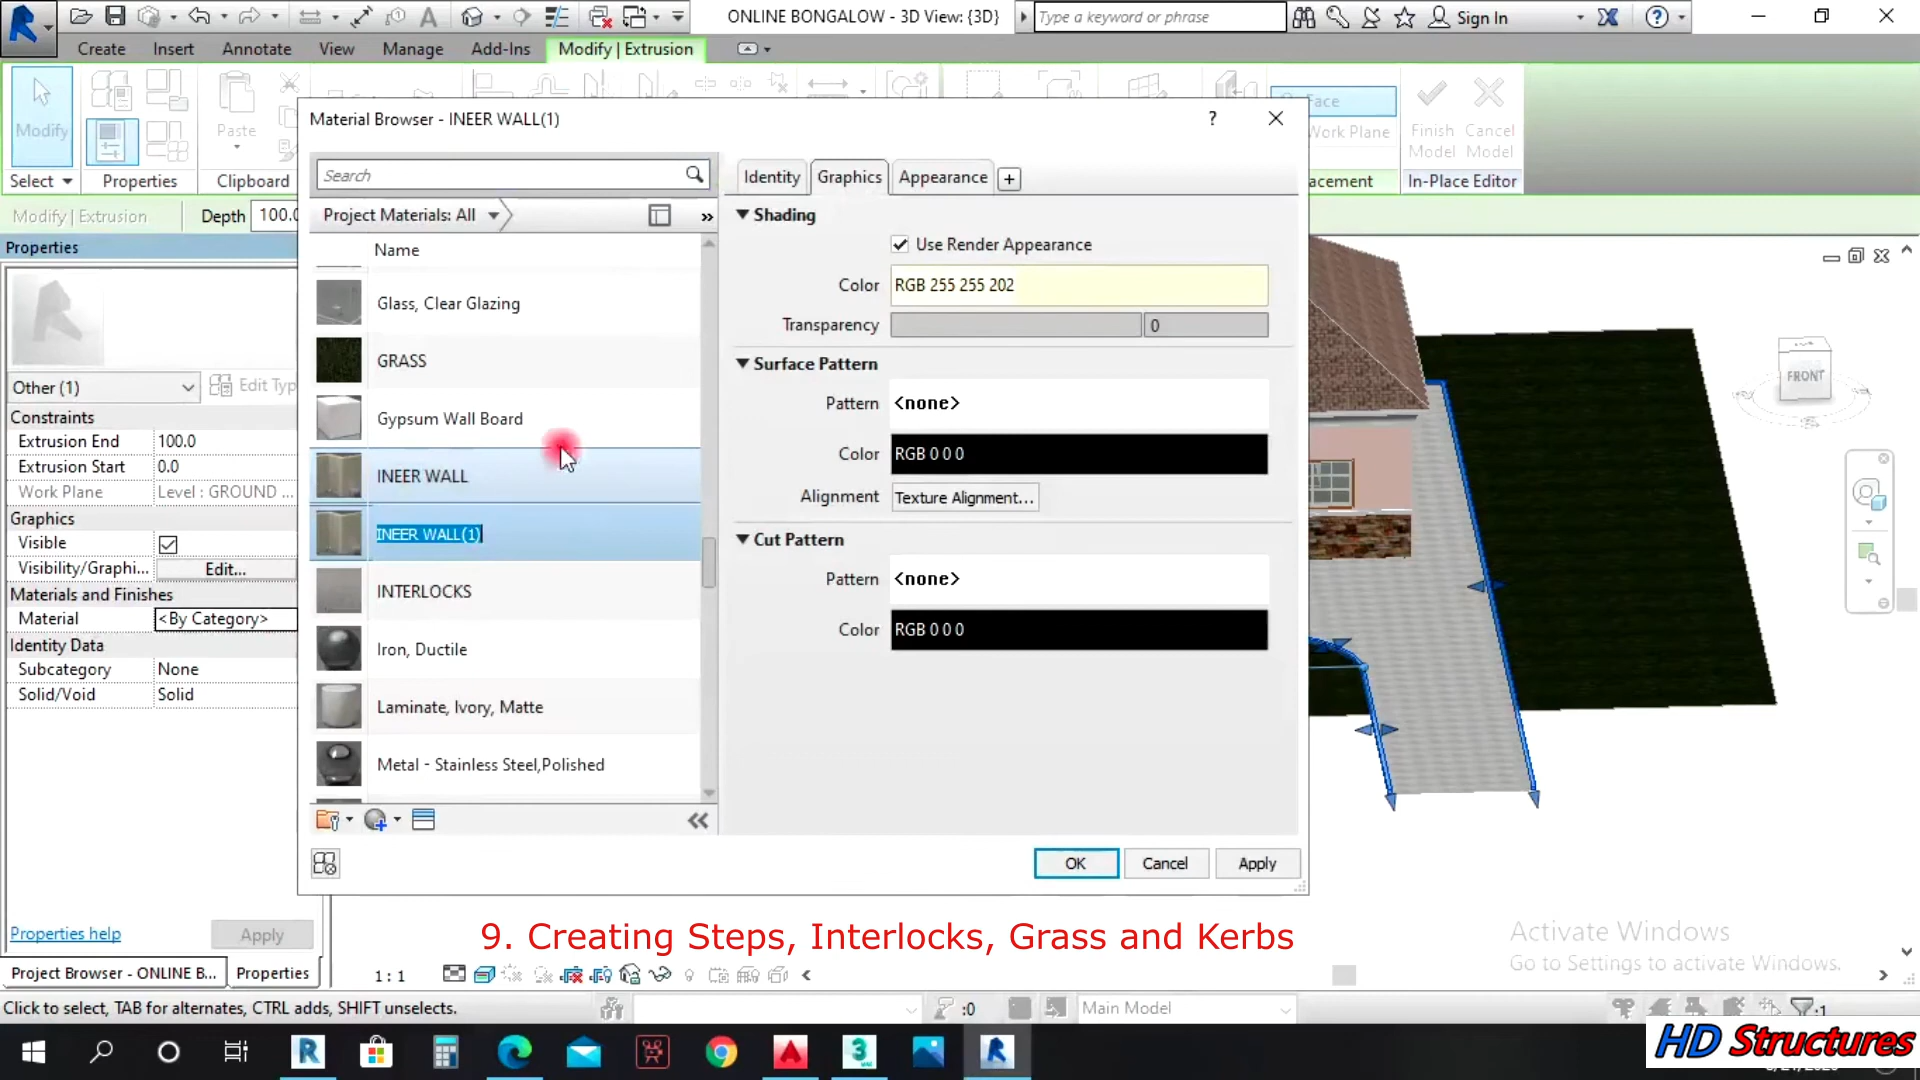 ONLINE BONGALOW - 3D View: {3D}
Type a keyword or phrase
Sign In
Create Insert Annotate View Manage Add-Ins Modify | Extrusion
Modify
Paste
Face
Work Plane
Finish Model
Cancel Model
Select
Properties
Clipboard
acement
In-Place Editor
Modify | Extrusion
Depth 100.0
Properties
Other (1)
Edit Typ
Constraints
Extrusion End 100.0
Extrusion Start 0.0
Work Plane Level : GROUND ...
Graphics
Visible
Visibility/Graphi... Edit...
Materials and Finishes
Material <By Category>
Identity Data
Subcategory None
Solid/Void Solid
Properties help
Apply
Project Browser - ONLINE B...
Properties
Material Browser - INEER WALL(1)
Search
Project Materials: All
Name
Glass, Clear Glazing
GRASS
Gypsum Wall Board
INEER WALL
INEER WALL(1)
INTERLOCKS
Iron, Ductile
Laminate, Ivory, Matte
Metal - Stainless Steel,Polished
Identity Graphics Appearance
Shading
Use Render Appearance
Color RGB 255 255 202
Transparency 0
Surface Pattern
Pattern <none>
Color RGB 0 0 0
Alignment Texture Alignment...
Cut Pattern
Pattern <none>
Color RGB 0 0 0
OK Cancel Apply
FRONT
9. Creating Steps, Interlocks, Grass and Kerbs
Activate Windows
Go to Settings to activate Windows.
1 : 1
Click to select, TAB for alternates, CTRL adds, SHIFT unselects.
:0
Main Model
:1
HD Structures